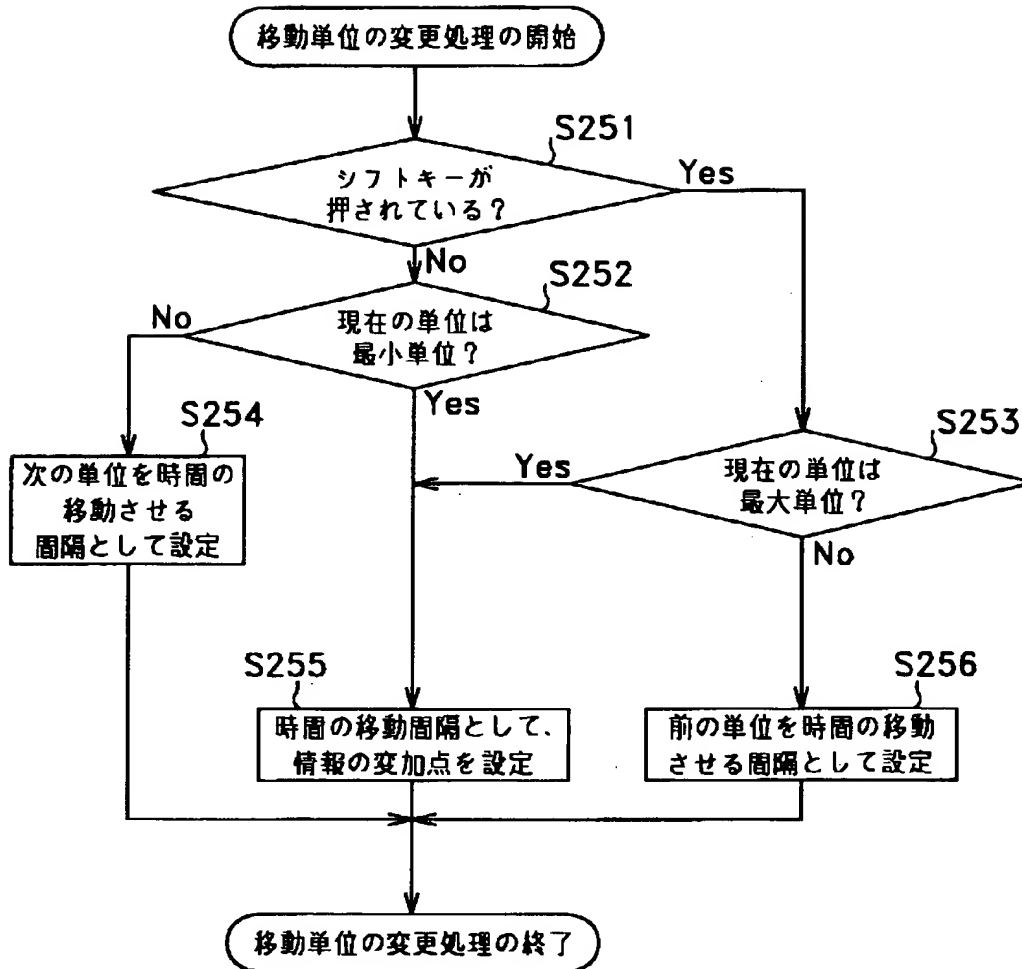 移動単位の変更処理の開始
S251
シフトキーが
押されている？
Yes
No
S252
現在の単位は
最小単位？
No
Yes
S253
現在の単位は
最大単位？
Yes
No
S254
次の単位を時間の
移動させる
間隔として設定
S255
時間の移動間隔として、
情報の変加点を設定
S256
前の単位を時間の移動
させる間隔として設定
移動単位の変更処理の終了